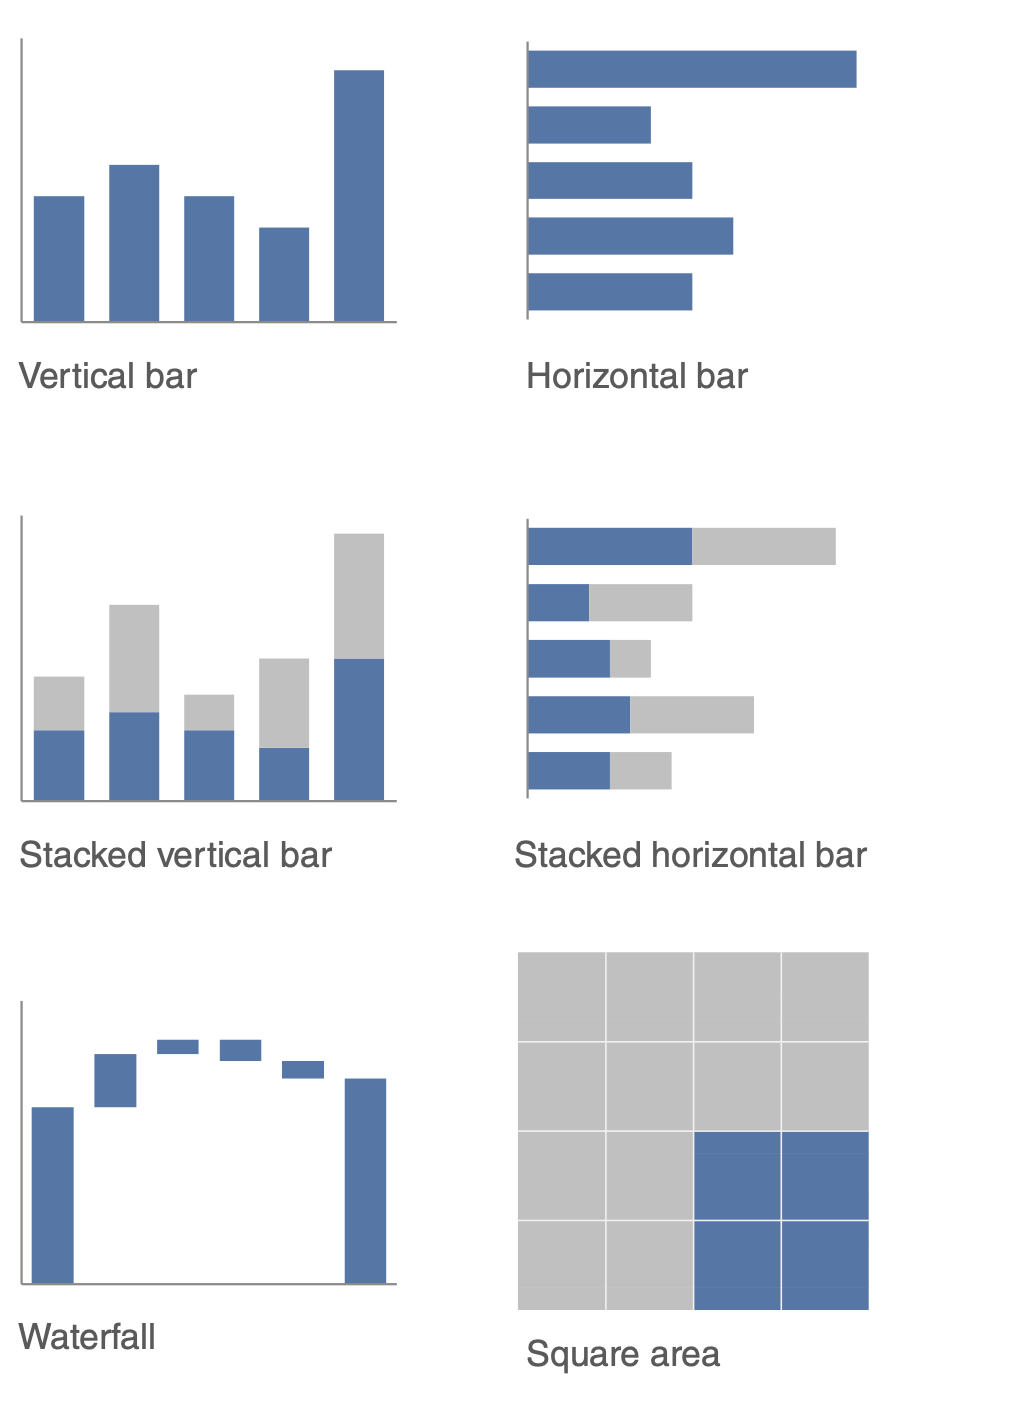 Vertical bar
Horizontal bar
Stacked vertical bar
Stacked horizontal bar
Waterfall
Square area